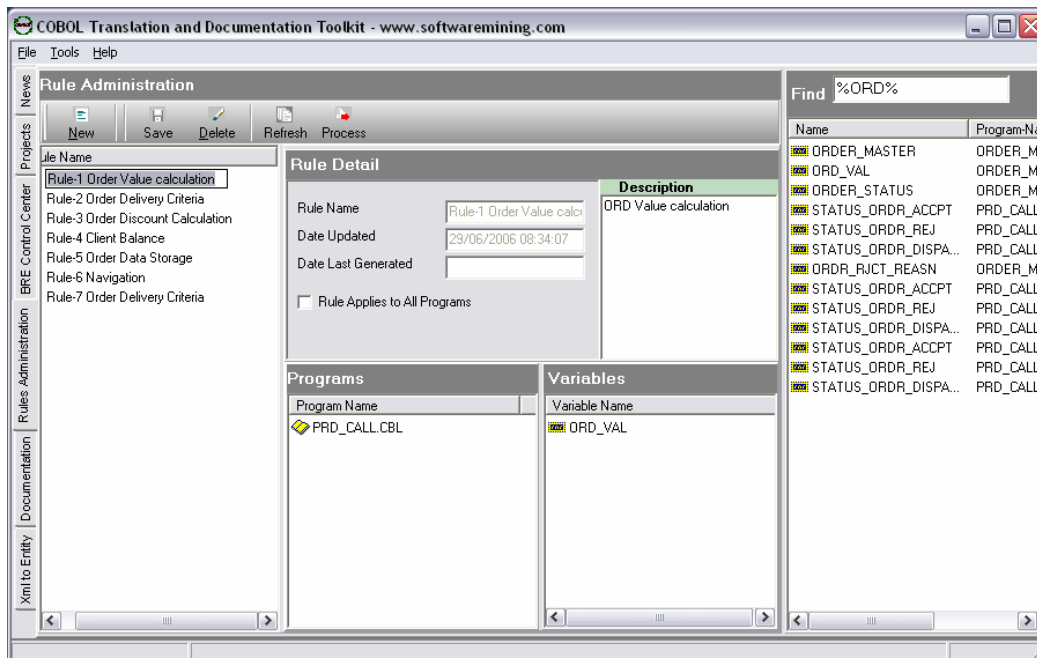 COBOL Translation and Documentation Toolkit - www.softwaremining.com
File Tools Help
News
Projects
BRE Control Center
Rules Administration
Documentation
Xml to Entity
Rule Administration
New Save Delete Refresh Process
ule Name
Rule-1 Order Value calculation
Rule-2 Order Delivery Criteria
Rule-3 Order Discount Calculation
Rule-4 Client Balance
Rule-5 Order Data Storage
Rule-6 Navigation
Rule-7 Order Delivery Criteria
Rule Detail
Rule Name Rule-1 Order Value calc
Date Updated 29/06/2006 08:34:07
Date Last Generated
Rule Applies to All Programs
Description
ORD Value calculation
Programs
Program Name
PRD_CALL.CBL
Variables
Variable Name
ORD_VAL
Find %ORD%
Name Program-Na
ORDER_MASTER ORDER_M
ORD_VAL ORDER_M
ORDER_STATUS ORDER_M
STATUS_ORDR_ACCPT PRD_CALL
STATUS_ORDR_REJ PRD_CALL
STATUS_ORDR_DISPA... PRD_CALL
ORDR_RJCT_REASN ORDER_M
STATUS_ORDR_ACCPT PRD_CALL
STATUS_ORDR_REJ PRD_CALL
STATUS_ORDR_DISPA... PRD_CALL
STATUS_ORDR_ACCPT PRD_CALL
STATUS_ORDR_REJ PRD_CALL
STATUS_ORDR_DISPA... PRD_CALL